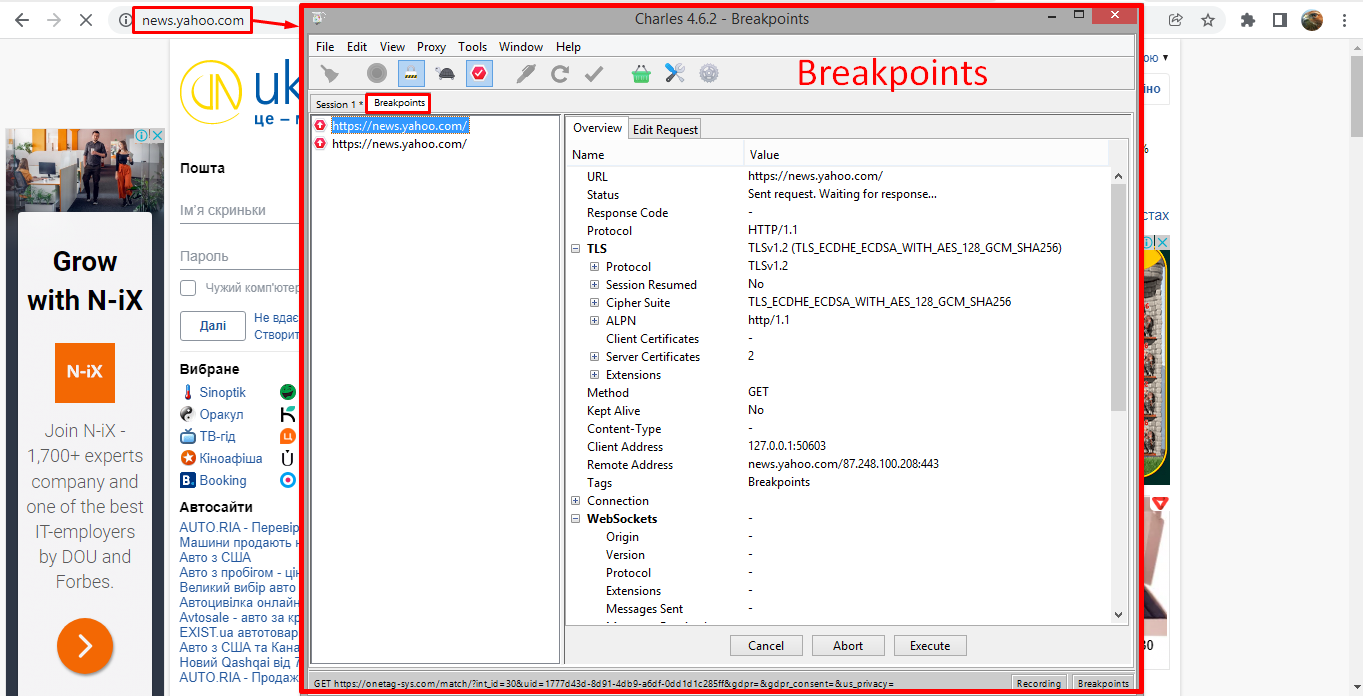 news.yahoo.com
Charles 4.6.2 - Breakpoints
File Edit View Proxy Tools Window Help
Breakpoints
Session 1 * Breakpoints
https://news.yahoo.com/
https://news.yahoo.com/
Overview Edit Request
Name Value
URL https://news.yahoo.com/
Status Sent request. Waiting for response...
Response Code -
Protocol HTTP/1.1
TLS TLSv1.2 (TLS_ECDHE_ECDSA_WITH_AES_128_GCM_SHA256)
Protocol TLSv1.2
Session Resumed No
Cipher Suite TLS_ECDHE_ECDSA_WITH_AES_128_GCM_SHA256
ALPN http/1.1
Client Certificates -
Server Certificates 2
Extensions
Method GET
Kept Alive No
Content-Type -
Client Address 127.0.0.1:50603
Remote Address news.yahoo.com/87.248.100.208:443
Tags Breakpoints
Connection
WebSockets -
Origin -
Version -
Protocol -
Extensions -
Messages Sent -
Cancel Abort Execute
GET https://onetag-sys.com/match/?int_id=30&uid=1777d43d-8d91-4db9-a6df-0dd1d1c285ff&gdpr=&gdpr_consent=&us_privacy=
Recording Breakpoints
Grow
with N-iX
N-iX
Join N-iX -
1,700+ experts
company and
one of the best
IT-employers
by DOU and
Forbes.
uk
це – м
Пошта
Ім'я скриньки
Пароль
Чужий комп'ютер
Далі
Не вдає
Створит
Вибране
Sinoptik
Оракул
ТВ-гід
Кіноафіша
B. Booking
Автосайти
AUTO.RIA - Перевір
Машини продають н
Авто з США
Авто з пробігом - цін
Великий вибір авто
Автоцивілка онлайн
Avtosale - авто за кр
EXIST.ua автотовар
Авто з США та Кана
Новий Qashqai від 7
AUTO.RIA - Продаж
ою
но
%
стах